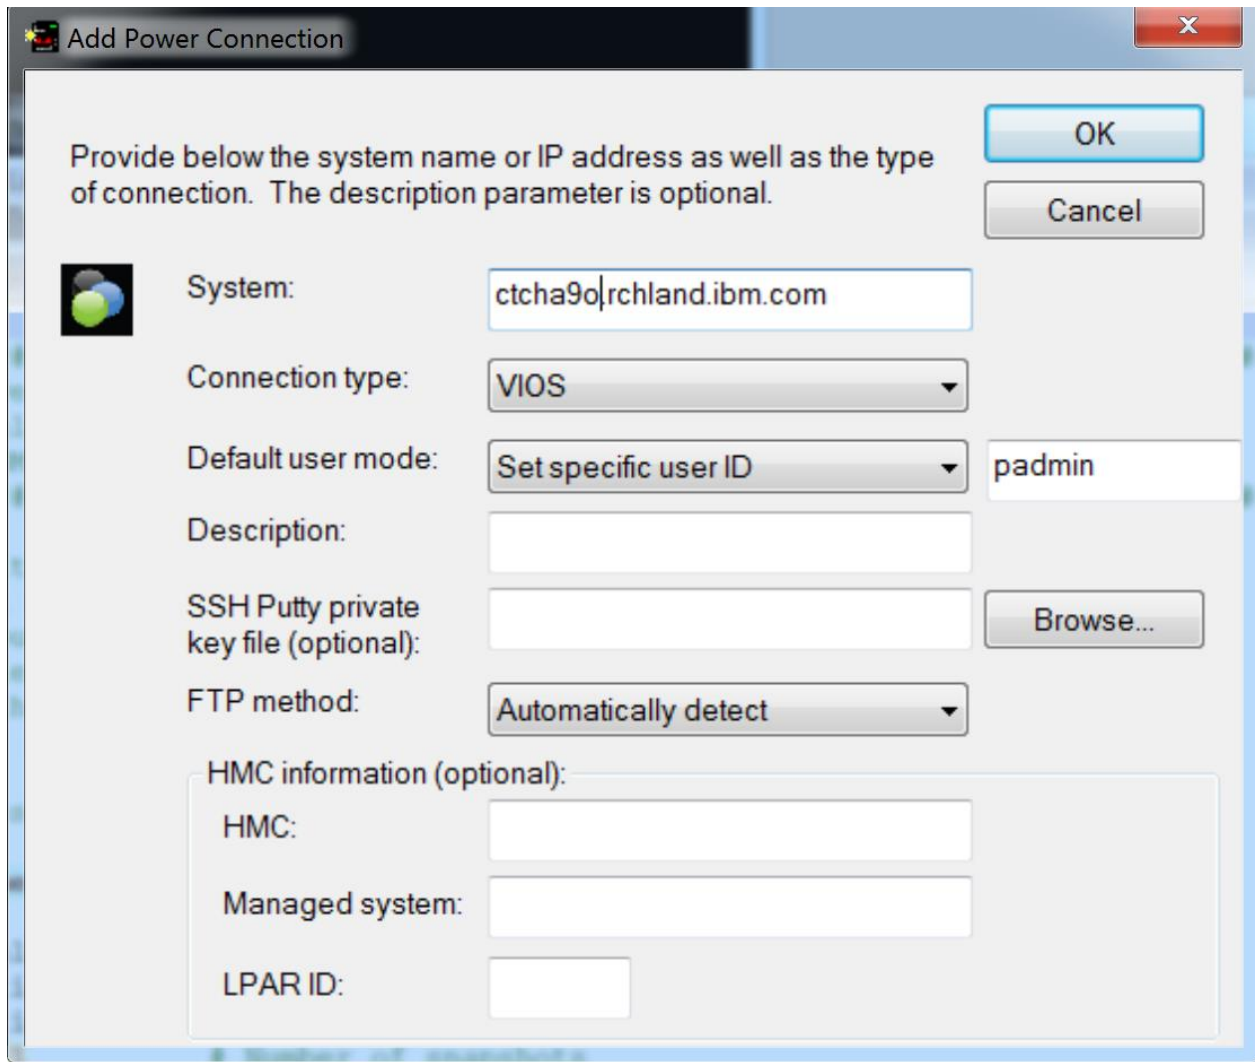 Add Power Connection
x
Provide below the system name or IP address as well as the type
of connection. The description parameter is optional.
OK
Cancel
System:
ctcha9o.rchland.ibm.com
Connection type:
VIOS
Default user mode:
Set specific user ID
padmin
Description:
SSH Putty private
key file (optional):
Browse...
FTP method:
Automatically detect
HMC information (optional):
HMC:
Managed system:
LPAR ID:
# Number of snapshots